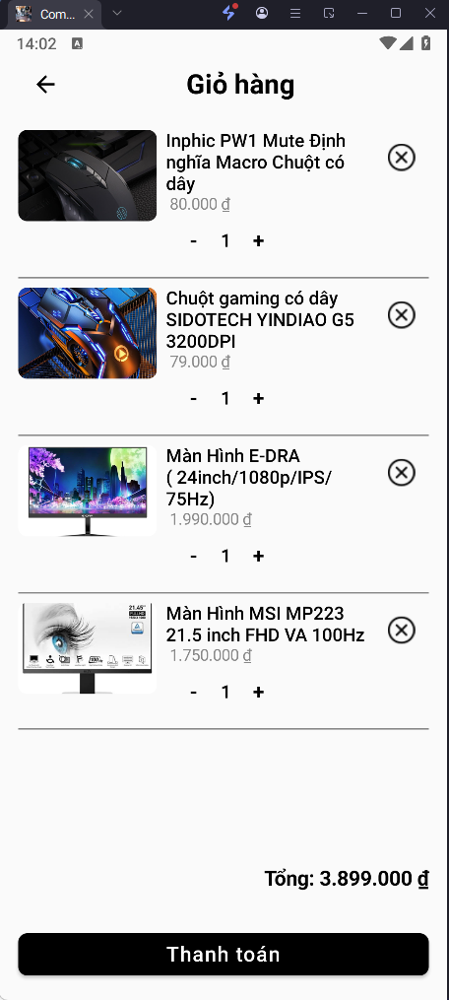 Com...
14:02
A
Giỏ hàng
Inphic PW1 Mute Định
nghĩa Macro Chuột có
dây
80.000 ₫
- 1 +
Chuột gaming có dây
SIDOTECH YINDIAO G5
3200DPI
79.000 ₫
- 1 +
Màn Hình E-DRA
( 24inch/1080p/IPS/
75Hz)
1.990.000 ₫
- 1 +
21.45"
Màn Hình MSI MP223
21.5 inch FHD VA 100Hz
1.750.000 ₫
- 1 +
Tổng: 3.899.000 ₫
Thanh toán